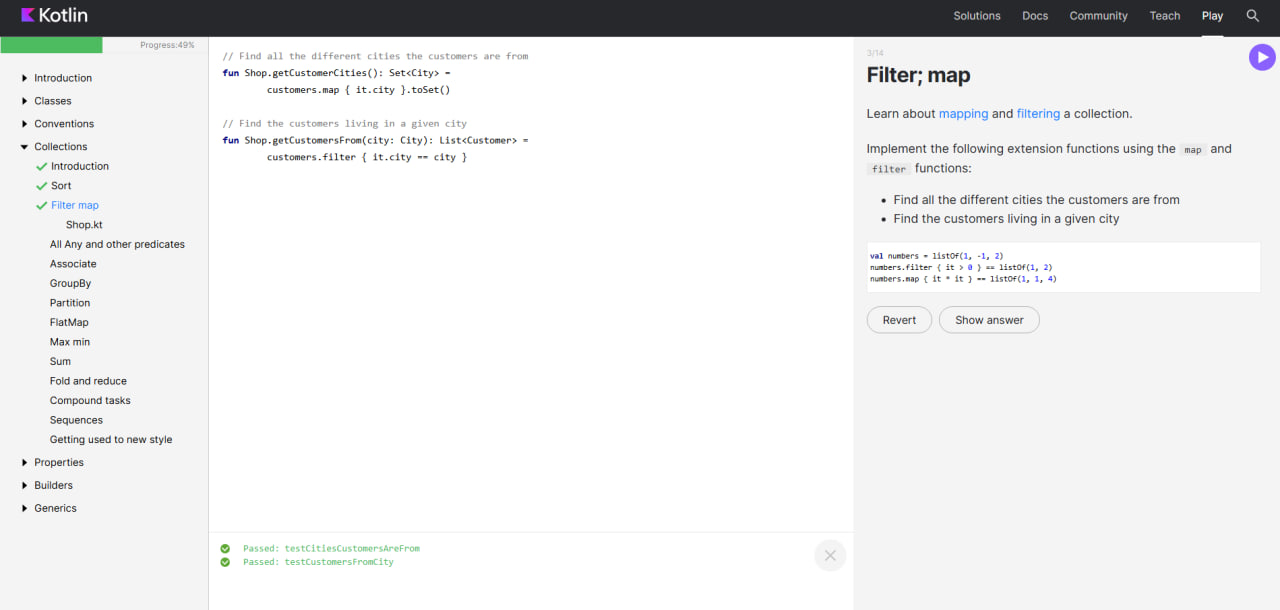 Kotlin
Solutions
Docs
Community
Teach
Play
Progress:49%
Introduction
Classes
Conventions
Collections
Introduction
Sort
Filter map
Shop.kt
All Any and other predicates
Associate
GroupBy
Partition
FlatMap
Max min
Sum
Fold and reduce
Compound tasks
Sequences
Getting used to new style
Properties
Builders
Generics
// Find all the different cities the customers are from
fun Shop.getCustomerCities(): Set<City> =
        customers.map { it.city }.toSet()
// Find the customers living in a given city
fun Shop.getCustomersFrom(city: City): List<Customer> =
        customers.filter { it.city == city }
Passed: testCitiesCustomersAreFrom
Passed: testCustomersFromCity
3/14
Filter; map
Learn about mapping and filtering a collection.
Implement the following extension functions using the map and
filter functions:
• Find all the different cities the customers are from
• Find the customers living in a given city
val numbers = listOf(1, -1, 2)
numbers.filter { it > 0 } == listOf(1, 2)
numbers.map { it * it } == listOf(1, 1, 4)
Revert
Show answer